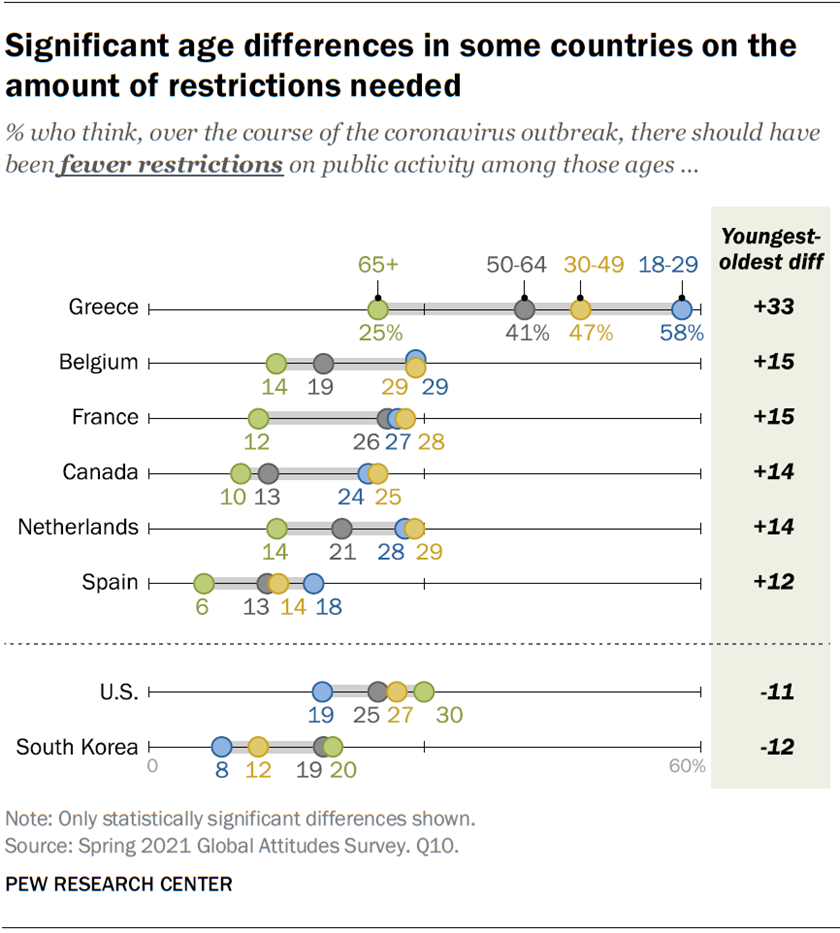 Significant age differences in some countries on the
amount of restrictions needed
% who think, over the course of the coronavirus outbreak, there should have
been fewer restrictions on public activity among those ages ...
Youngest-
oldest diff
65+ 50-64 30-49 18-29
Greece +33
25% 41% 47% 58%
Belgium +15
14 19 29 29
France +15
12 26 27 28
Canada +14
10 13 24 25
Netherlands +14
14 21 28 29
Spain +12
6 13 14 18
U.S. -11
19 25 27 30
South Korea -12
0 8 12 19 20 60%
Note: Only statistically significant differences shown.
Source: Spring 2021 Global Attitudes Survey. Q10.
PEW RESEARCH CENTER